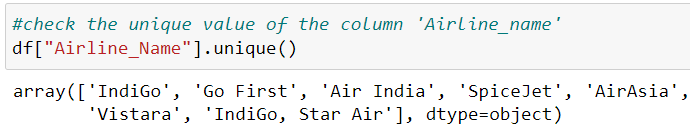 #check the unique value of the column 'Airline_name'
df["Airline_Name"].unique()
array(['IndiGo', 'Go First', 'Air India', 'SpiceJet', 'AirAsia',
'Vistara', 'IndiGo, Star Air'], dtype=object)